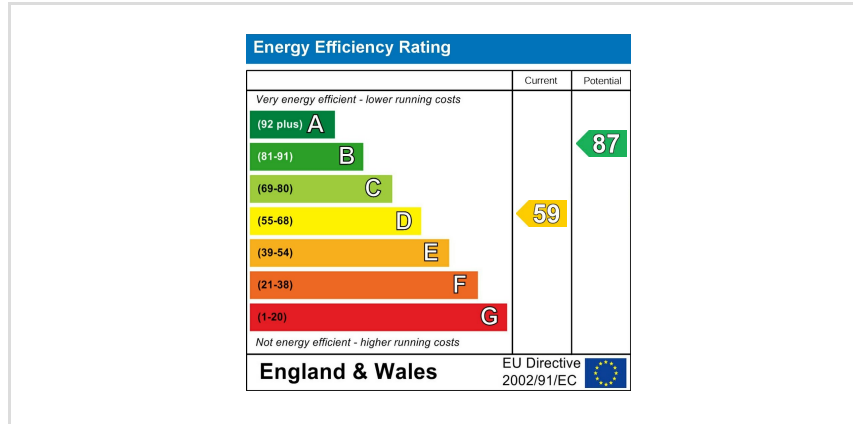 Energy Efficiency Rating
Current Potential
Very energy efficient - lower running costs
(92 plus) A
(81-91) B
87
(69-80) C
(55-68) D
59
(39-54) E
(21-38) F
(1-20) G
Not energy efficient - higher running costs
England & Wales
EU Directive
2002/91/EC